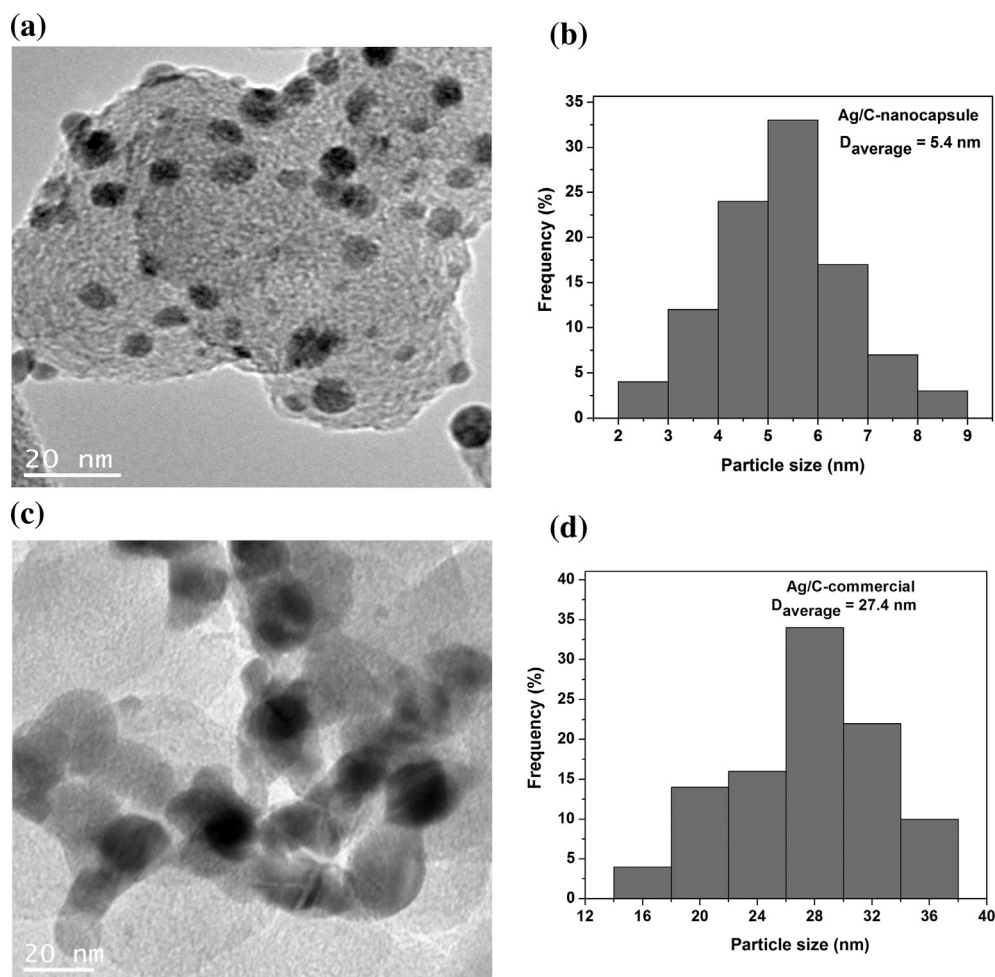 (a)
20 nm
(b)
Ag/C-nanocapsule
Daverage = 5.4 nm
Frequency (%)
35
30
25
20
15
10
5
0
2 3 4 5 6 7 8 9
Particle size (nm)
(c)
20 nm
(d)
Ag/C-commercial
Daverage = 27.4 nm
Frequency (%)
40
35
30
25
20
15
10
5
0
12 16 20 24 28 32 36 40
Particle size (nm)